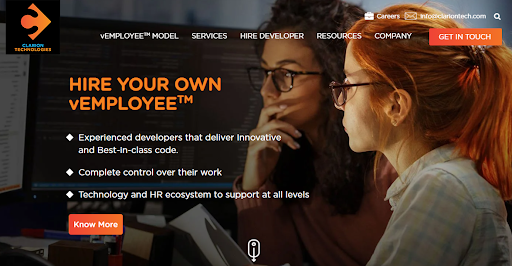 Careers info@clariontech.com
CLARION
TECHNOLOGIES
vEMPLOYEE™ MODEL SERVICES HIRE DEVELOPER RESOURCES COMPANY GET IN TOUCH
HIRE YOUR OWN
vEMPLOYEE™
Experienced developers that deliver Innovative
and Best-in-class code.
Complete control over their work
Technology and HR ecosystem to support at all levels
Know More